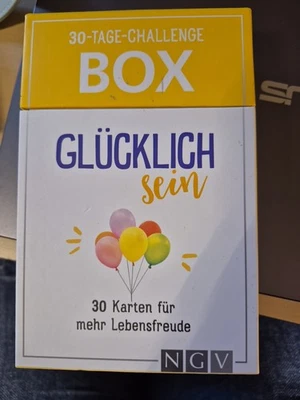 30-TAGE-CHALLENGE
BOX
GLÜCKLICH
sein
30 Karten für
mehr Lebensfreude
NGV